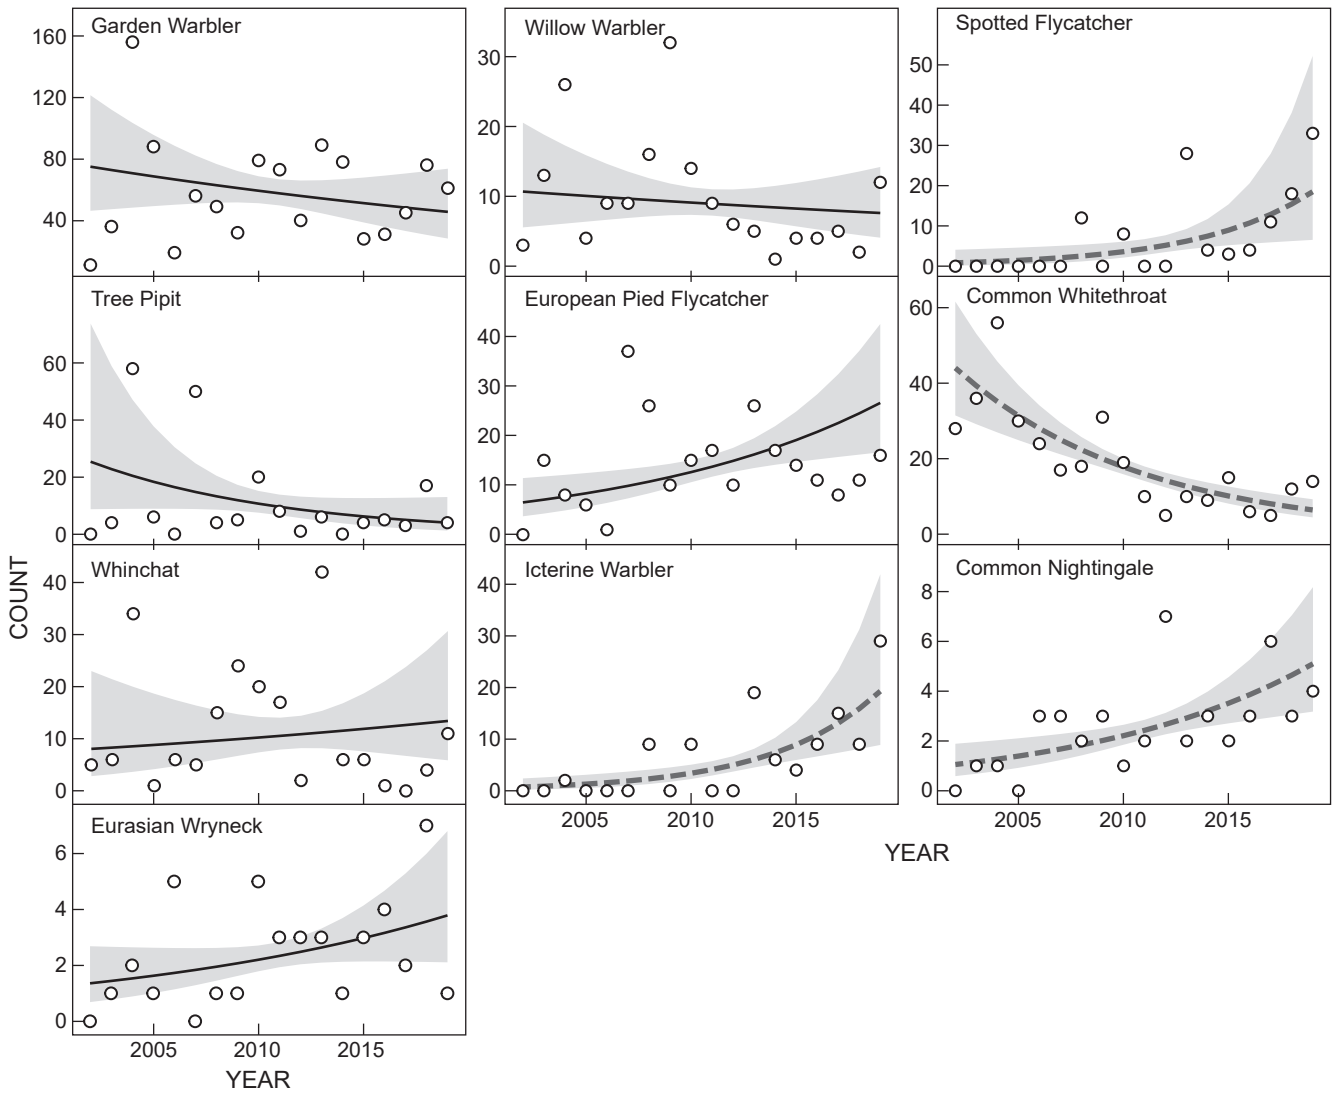 Garden Warbler
160
120
80
40
Willow Warbler
30
20
10
0
Spotted Flycatcher
50
40
30
20
10
0
Tree Pipit
60
40
20
0
European Pied Flycatcher
40
30
20
10
0
Common Whitethroat
60
40
20
0
COUNT
Whinchat
40
30
20
10
0
Icterine Warbler
40
30
20
10
0
2005 2010 2015
Common Nightingale
8
6
4
2
0
2005 2010 2015
YEAR
Eurasian Wryneck
6
4
2
0
2005 2010 2015
YEAR